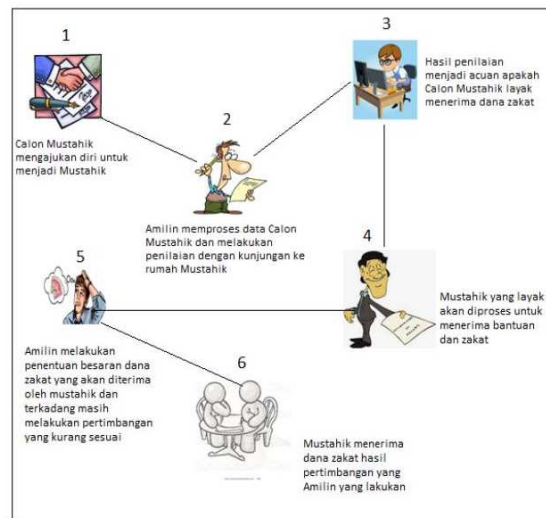 1
Calon Mustahik
mengajukan diri untuk
menjadi Mustahik
2
Amilin memproses data Calon
Mustahik dan melakukan
penilaian dengan kunjungan ke
rumah Mustahik
3
Hasil penilaian
menjadi acuan apakah
Calon Mustahik layak
menerima dana zakat
4
Mustahik yang layak
akan diproses untuk
menerima bantuan
dan zakat
5
Amilin melakukan
penentuan besaran dana
zakat yang akan diterima
oleh mustahik dan
terkadang masih
melakukan pertimbangan
yang kurang sesuai
6
Mustahik menerima
dana zakat hasil
pertimbangan yang
Amilin yang lakukan